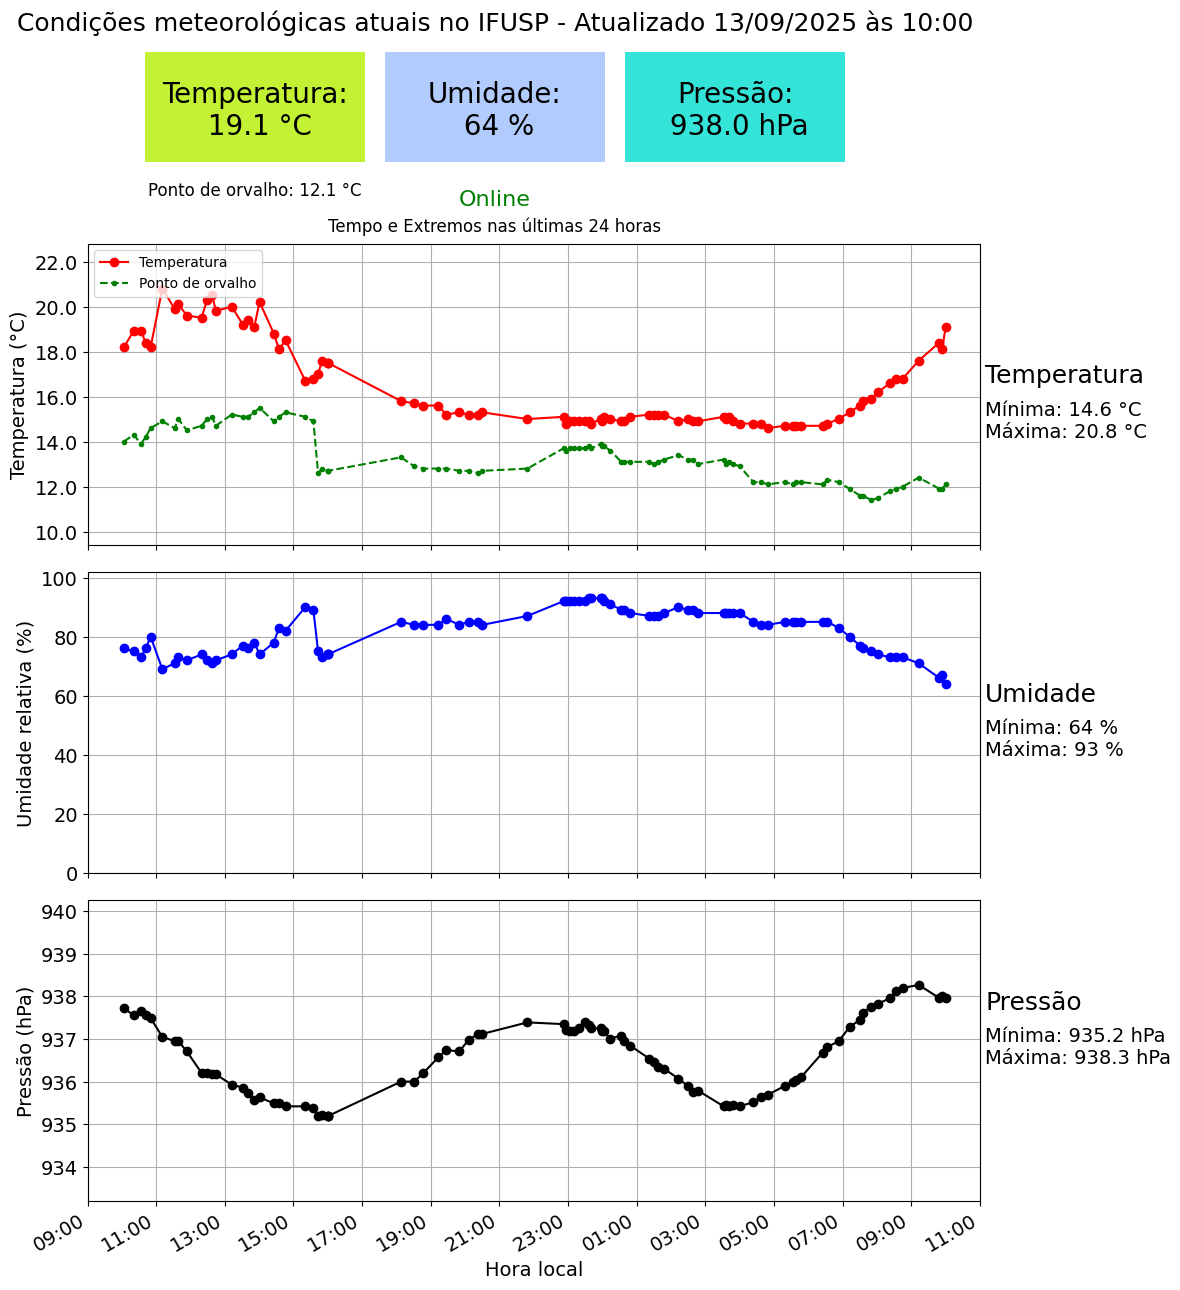 Condições meteorológicas atuais no IFUSP - Atualizado 13/09/2025 às 10:00
Temperatura:
19.1 °C
Umidade:
64 %
Pressão:
938.0 hPa
Ponto de orvalho: 12.1 °C
Online
Tempo e Extremos nas últimas 24 horas
Temperatura (°C)
22.0
20.0
18.0
16.0
14.0
12.0
10.0
Temperatura
Ponto de orvalho
Temperatura
Mínima: 14.6 °C
Máxima: 20.8 °C
Umidade relativa (%)
100
80
60
40
20
0
Umidade
Mínima: 64 %
Máxima: 93 %
Pressão (hPa)
940
939
938
937
936
935
934
Pressão
Mínima: 935.2 hPa
Máxima: 938.3 hPa
09:00 11:00 13:00 15:00 17:00 19:00 21:00 23:00 01:00 03:00 05:00 07:00 09:00 11:00
Hora local